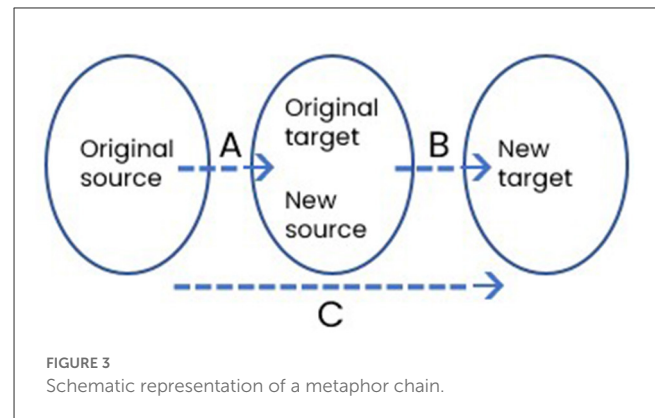 Original
source
A
Original
target
New
source
B
New
target
C
FIGURE 3
Schematic representation of a metaphor chain.